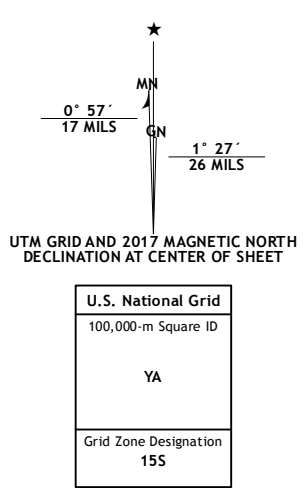 ★
MN
0° 57´
17 MILS
GN
1° 27´
26 MILS
UTM GRID AND 2017 MAGNETIC NORTH
DECLINATION AT CENTER OF SHEET
U.S. National Grid
100,000-m Square ID
YA
Grid Zone Designation
15S